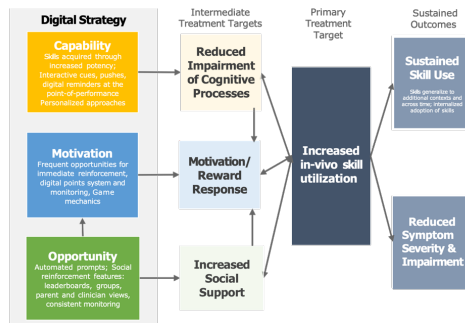 Digital Strategy
Capability
Skills acquired through
increased potency;
Interactive cues, pushes,
digital reminders at the
point-of-performance
Personalized approaches
Motivation
Frequent opportunities for
immediate reinforcement,
digital points system and
monitoring, Game
mechanics
Opportunity
Automated prompts; Social
reinforcement features:
leaderboards, groups,
parent and clinician views,
consistent monitoring
Intermediate
Treatment Targets
Reduced
Impairment
of Cognitive
Processes
Motivation/
Reward
Response
Increased
Social
Support
Primary
Treatment
Target
Increased
in-vivo skill
utilization
Sustained
Outcomes
Sustained
Skill Use
Skills generalize to
additional contexts and
across time; internalized
adoption of skills
Reduced
Symptom
Severity &
Impairment